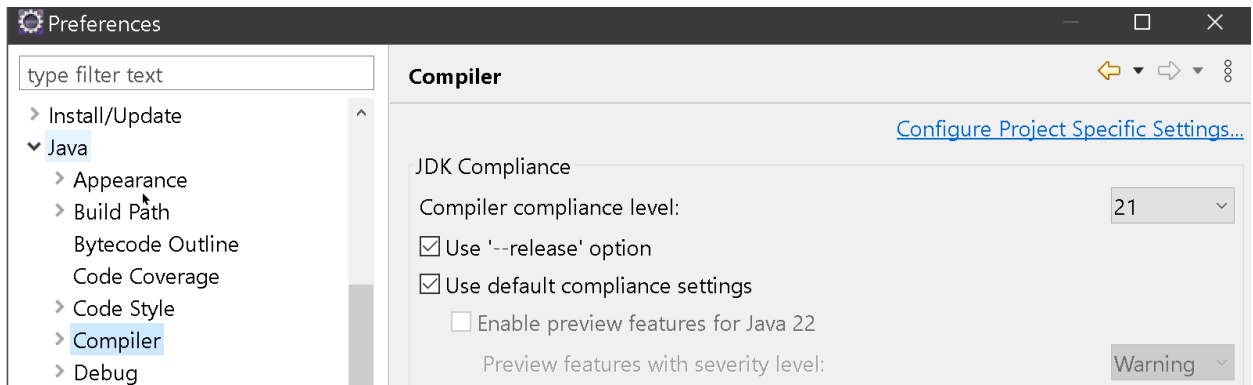 Preferences
type filter text
Install/Update
Java
Appearance
Build Path
Bytecode Outline
Code Coverage
Code Style
Compiler
Debug
Compiler
Configure Project Specific Settings...
JDK Compliance
Compiler compliance level: 21
Use '--release' option
Use default compliance settings
Enable preview features for Java 22
Preview features with severity level: Warning